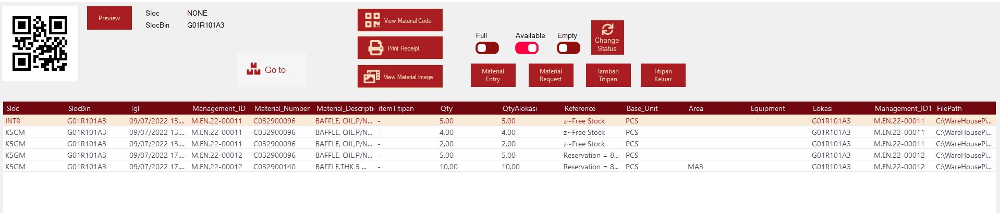 Preview
Sloc NONE
SlocBin G01R101A3
Go to
View Material Code
Print Receipt
View Material Image
Full Available Empty
Change
Status
Material
Entry
Material
Request
Tambah
Titipan
Titipan
Keluar
Sloc SlocBin Tgl Management_ID Material_Number Material_Descriptic itemTitipan Qty QtyAlokasi Reference Base_Unit Area Equipment Lokasi Management_ID1 FilePath
INTR G01R101A3 09/07/2022 13.... M.EN.22-00011 C032900096 BAFFLE, OIL,P/N... - 5,00 5,00 z~Free Stock PCS G01R101A3 M.EN.22-00011 C:\WareHousePi...
K5CM G01R101A3 09/07/2022 13.... M.EN.22-00011 C032900096 BAFFLE, OIL,P/N... - 4,00 4,00 z~Free Stock PCS G01R101A3 M.EN.22-00011 C:\WareHousePi...
K5GM G01R101A3 09/07/2022 13.... M.EN.22-00011 C032900096 BAFFLE, OIL,P/N... - 2,00 2,00 z~Free Stock PCS G01R101A3 M.EN.22-00011 C:\WareHousePi...
K5GM G01R101A3 09/07/2022 17.... M.EN.22-00012 C032900096 BAFFLE, OIL,P/N... - 5,00 5,00 Reservation = 8... PCS G01R101A3 M.EN.22-00012 C:\WareHousePi...
K5GM G01R101A3 09/07/2022 17.... M.EN.22-00012 C032900140 BAFFLE,THK 5 ... - 10,00 10,00 Reservation = 8... PCS MA3 G01R101A3 M.EN.22-00012 C:\WareHousePi...